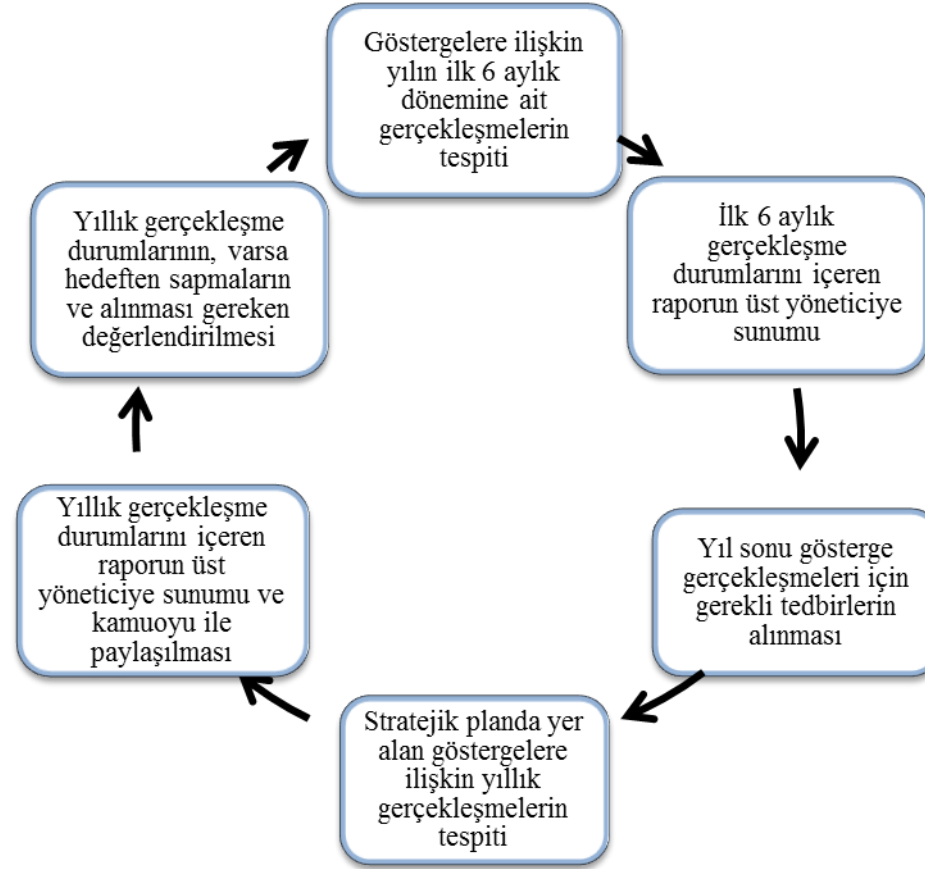 Göstergelere ilişkin
yılın ilk 6 aylık
dönemine ait
gerçekleşmelerin
tespiti
İlk 6 aylık
gerçekleşme
durumlarını içeren
raporun üst yöneticiye
sunumu
Yıl sonu gösterge
gerçekleşmeleri için
gerekli tedbirlerin
alınması
Stratejik planda yer
alan göstergelere
ilişkin yıllık
gerçekleşmelerin
tespiti
Yıllık gerçekleşme
durumlarını içeren
raporun üst
yöneticiye sunumu ve
kamuoyu ile
paylaşılması
Yıllık gerçekleşme
durumlarının, varsa
hedeften sapmaların
ve alınması gereken
değerlendirilmesi